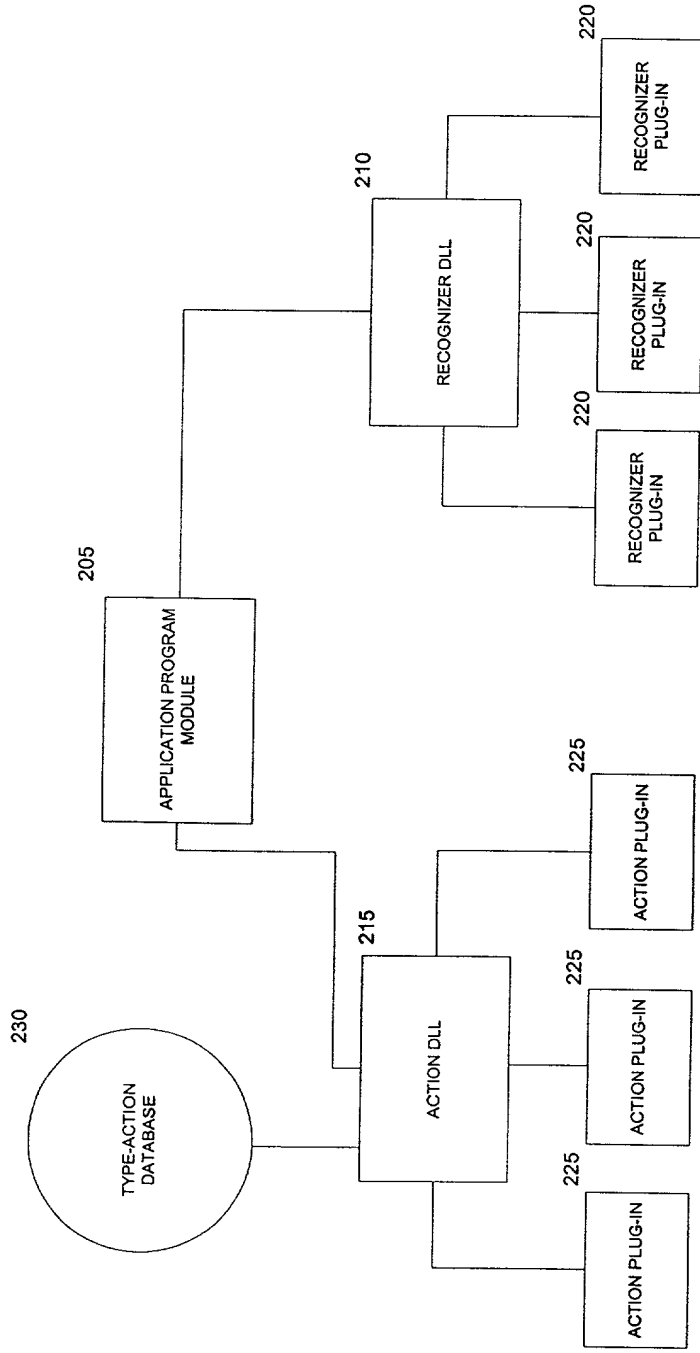 230
TYPE-ACTION
DATABASE
205
APPLICATION PROGRAM
MODULE
215
ACTION DLL
210
RECOGNIZER DLL
225
ACTION PLUG-IN
225
ACTION PLUG-IN
225
ACTION PLUG-IN
220
RECOGNIZER
PLUG-IN
220
RECOGNIZER
PLUG-IN
220
RECOGNIZER
PLUG-IN